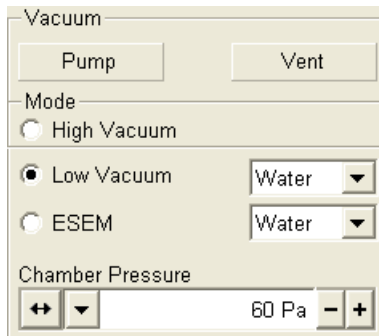 Vacuum
Pump Vent
Mode
High Vacuum
Low Vacuum Water
ESEM Water
Chamber Pressure
60 Pa - +